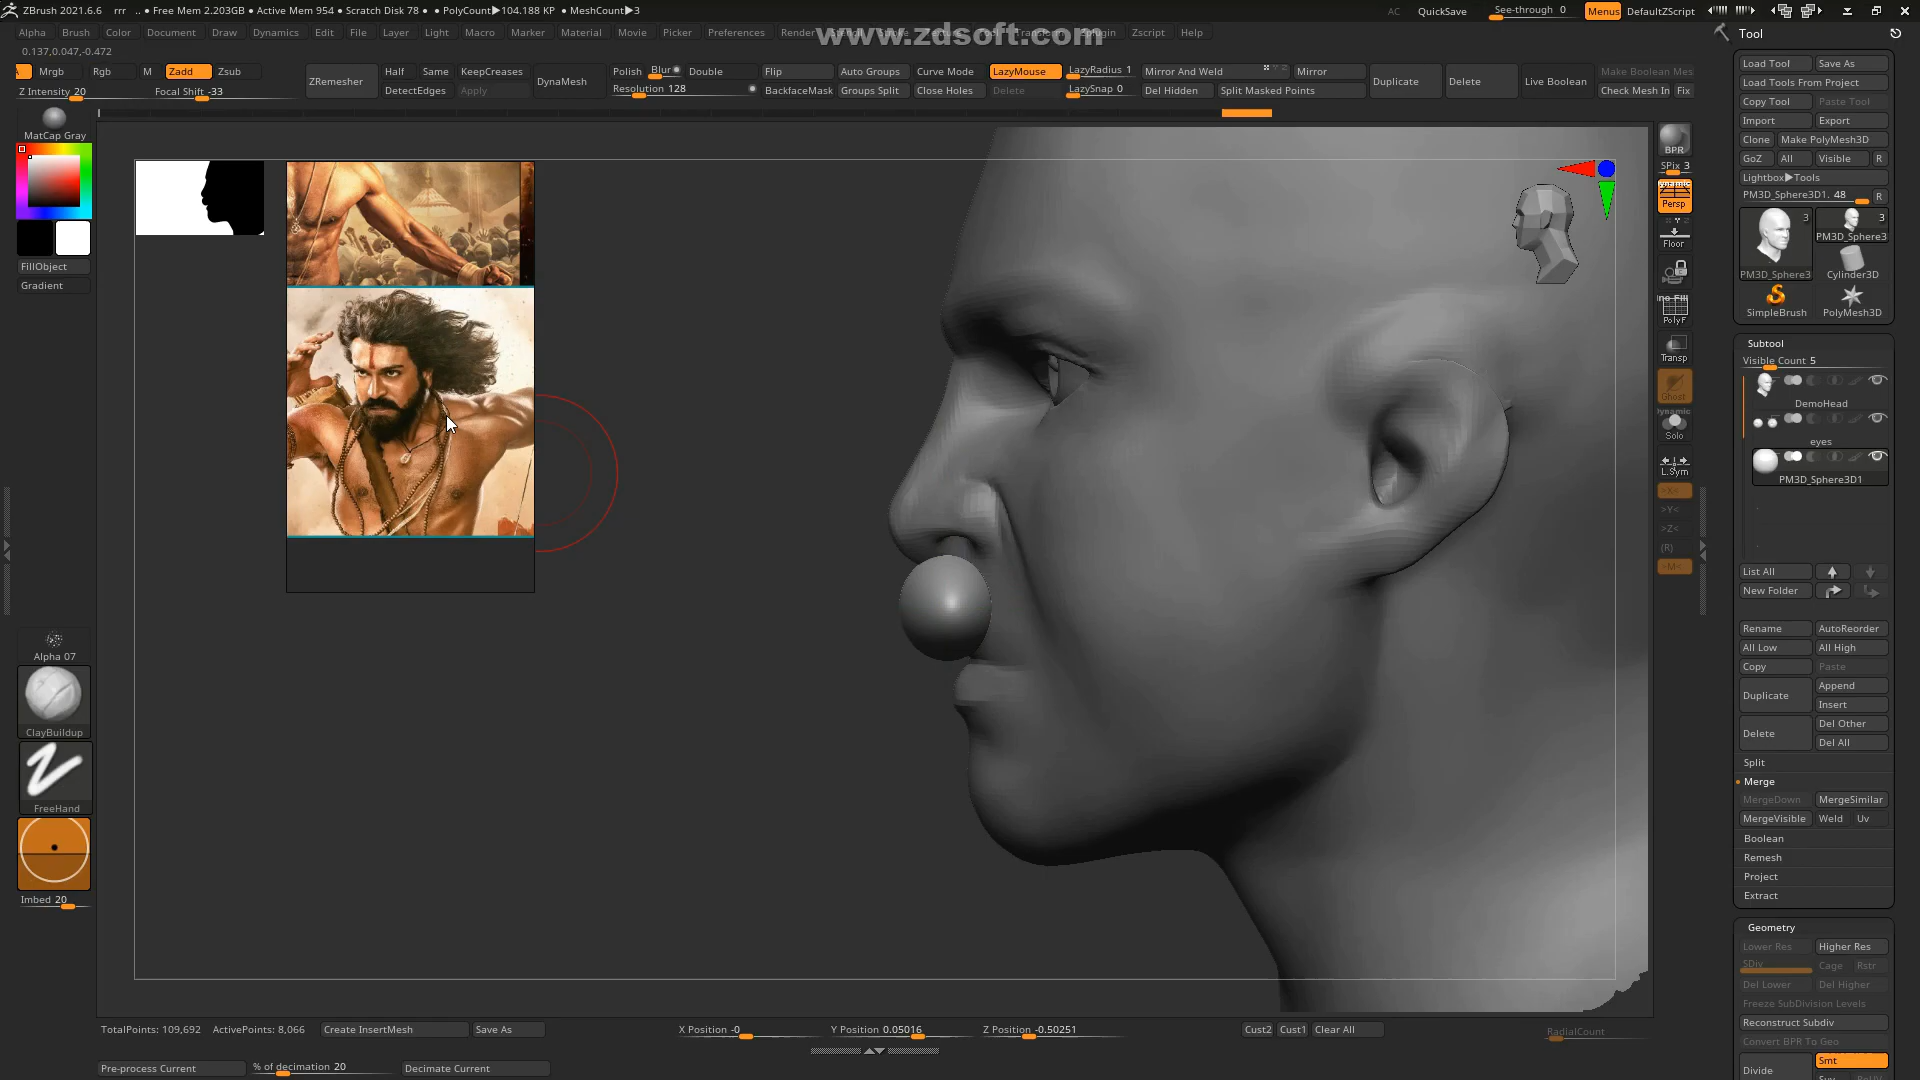 ZBrush 2021.6.6 rrr .. • Free Mem 2.203GB • Active Mem 954 • Scratch Disk 78 • • PolyCount▶104.188 KP • MeshCount▶3
AC QuickSave See-through 0 Menus DefaultZScript
Alpha Brush Color Document Draw Dynamics Edit File Layer Light Macro Marker Material Movie Picker Preferences Render Zscript Help
www.zdsoft.com
Tool
0.137,0.047,-0.472
Mrgb Rgb M Zadd Zsub
Z Intensity 20 Focal Shift -33
ZRemesher
Half Same KeepCreases
DetectEdges Apply
DynaMesh
Polish Blur Double
Resolution 128
Flip Auto Groups Curve Mode LazyMouse LazyRadius 1
BackfaceMask Groups Split Close Holes Delete LazySnap 0
Mirror And Weld Mirror
Del Hidden Split Masked Points
Duplicate Delete Live Boolean
Make Boolean Mes
Check Mesh In Fix
MatCap Gray
FillObject
Gradient
Alpha 07
ClayBuildup
FreeHand
Imbed 20
BPR
SPix 3
Persp
Floor
PolyF
Transp
Ghost
Dynamic
Solo
L.Sym
>X<
>Y<
>Z<
(R)
>M<
Load Tool Save As
Load Tools From Project
Copy Tool Paste Tool
Import Export
Clone Make PolyMesh3D
GoZ All Visible R
Lightbox▶Tools
PM3D_Sphere3D1. 48 R
3 3
PM3D_Sphere3
PM3D_Sphere3 Cylinder3D
SimpleBrush PolyMesh3D
Subtool
Visible Count 5
DemoHead
eyes
PM3D_Sphere3D1
List All
New Folder
Rename AutoReorder
All Low All High
Copy Paste
Duplicate Append
Insert
Delete Del Other
Del All
Split
Merge
MergeDown MergeSimilar
MergeVisible Weld Uv
Boolean
Remesh
Project
Extract
Geometry
Lower Res Higher Res
SDiv Cage Rstr
Del Lower Del Higher
Freeze SubDivision Levels
Reconstruct Subdiv
Convert BPR To Geo
Divide Smt
TotalPoints: 109,692 ActivePoints: 8,066 Create InsertMesh Save As
X Position -0 Y Position 0.05016 Z Position -0.50251
Cust2 Cust1 Clear All RadialCount
Pre-process Current % of decimation 20 Decimate Current